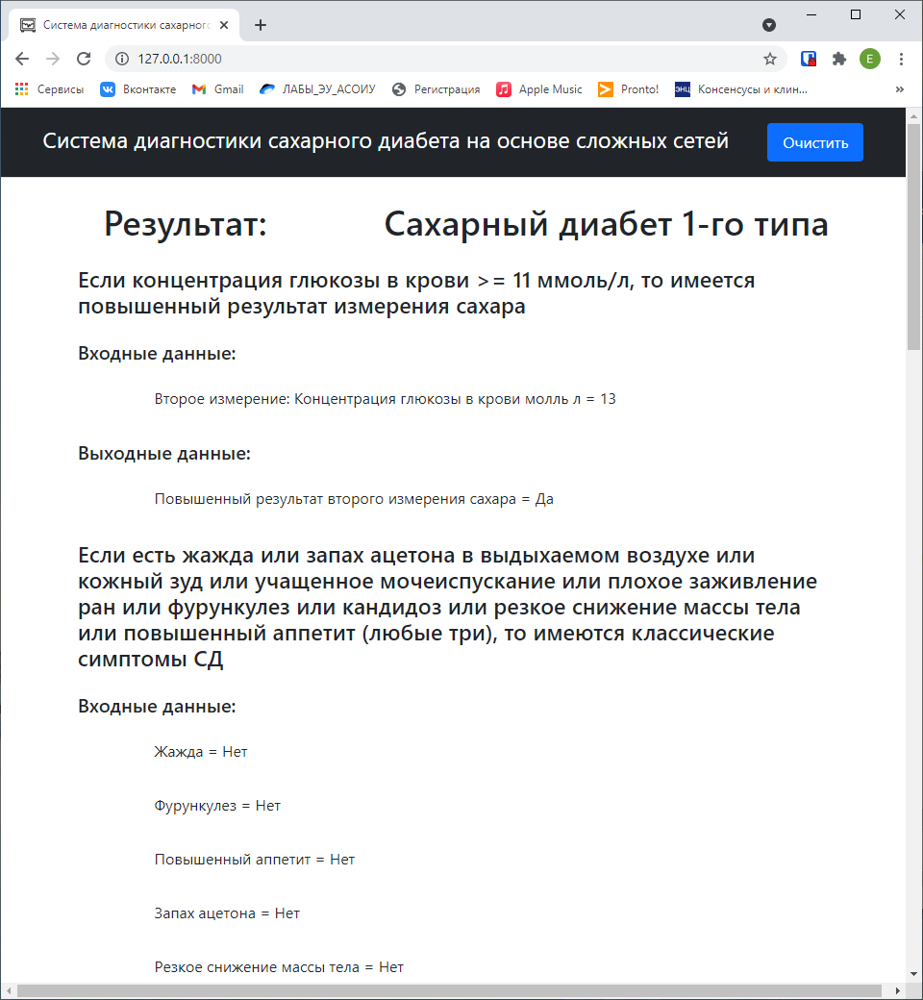 Система диагностики сахарног
127.0.0.1:8000
E
Сервисы Вконтакте Gmail ЛАБЫ_ЭУ_АСОИУ Регистрация Apple Music Pronto! ЭНЦ Консенсусы и клин... »
Система диагностики сахарного диабета на основе сложных сетей Очистить
Результат: Сахарный диабет 1-го типа
Если концентрация глюкозы в крови >= 11 ммоль/л, то имеется
повышенный результат измерения сахара
Входные данные:
Второе измерение: Концентрация глюкозы в крови молль л = 13
Выходные данные:
Повышенный результат второго измерения сахара = Да
Если есть жажда или запах ацетона в выдыхаемом воздухе или
кожный зуд или учащенное мочеиспускание или плохое заживление
ран или фурункулез или кандидоз или резкое снижение массы тела
или повышенный аппетит (любые три), то имеются классические
симптомы СД
Входные данные:
Жажда = Нет
Фурункулез = Нет
Повышенный аппетит = Нет
Запах ацетона = Нет
Резкое снижение массы тела = Нет